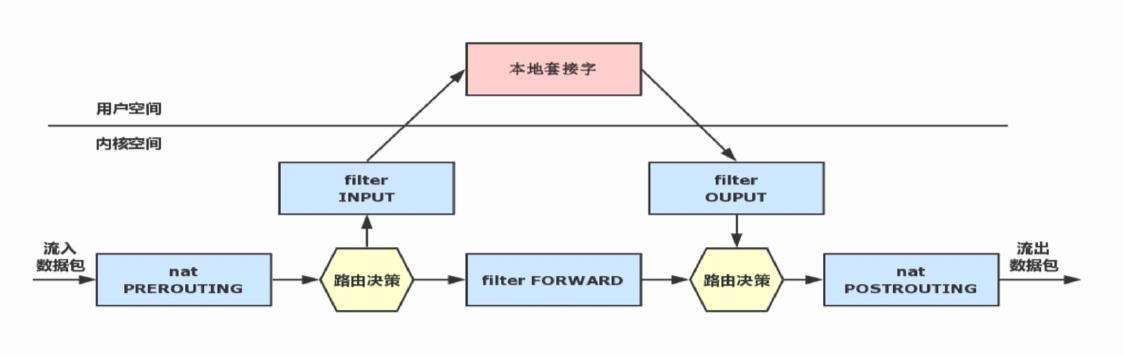 本地套接字
用户空间
内核空间
filter
INPUT
filter
OUPUT
流入
数据包
nat
PREROUTING
路由决策
filter FORWARD
路由决策
nat
POSTROUTING
流出
数据包